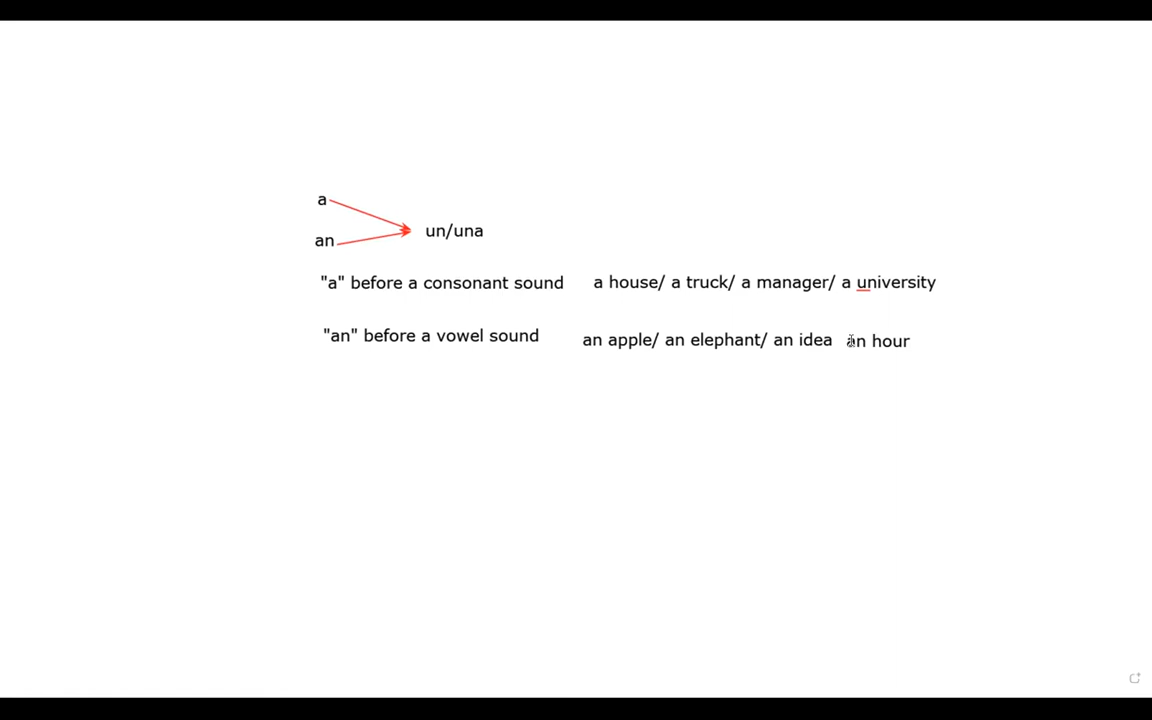 a
an
un/una
"a" before a consonant sound a house/ a truck/ a manager/ a university
"an" before a vowel sound an apple/ an elephant/ an idea an hour